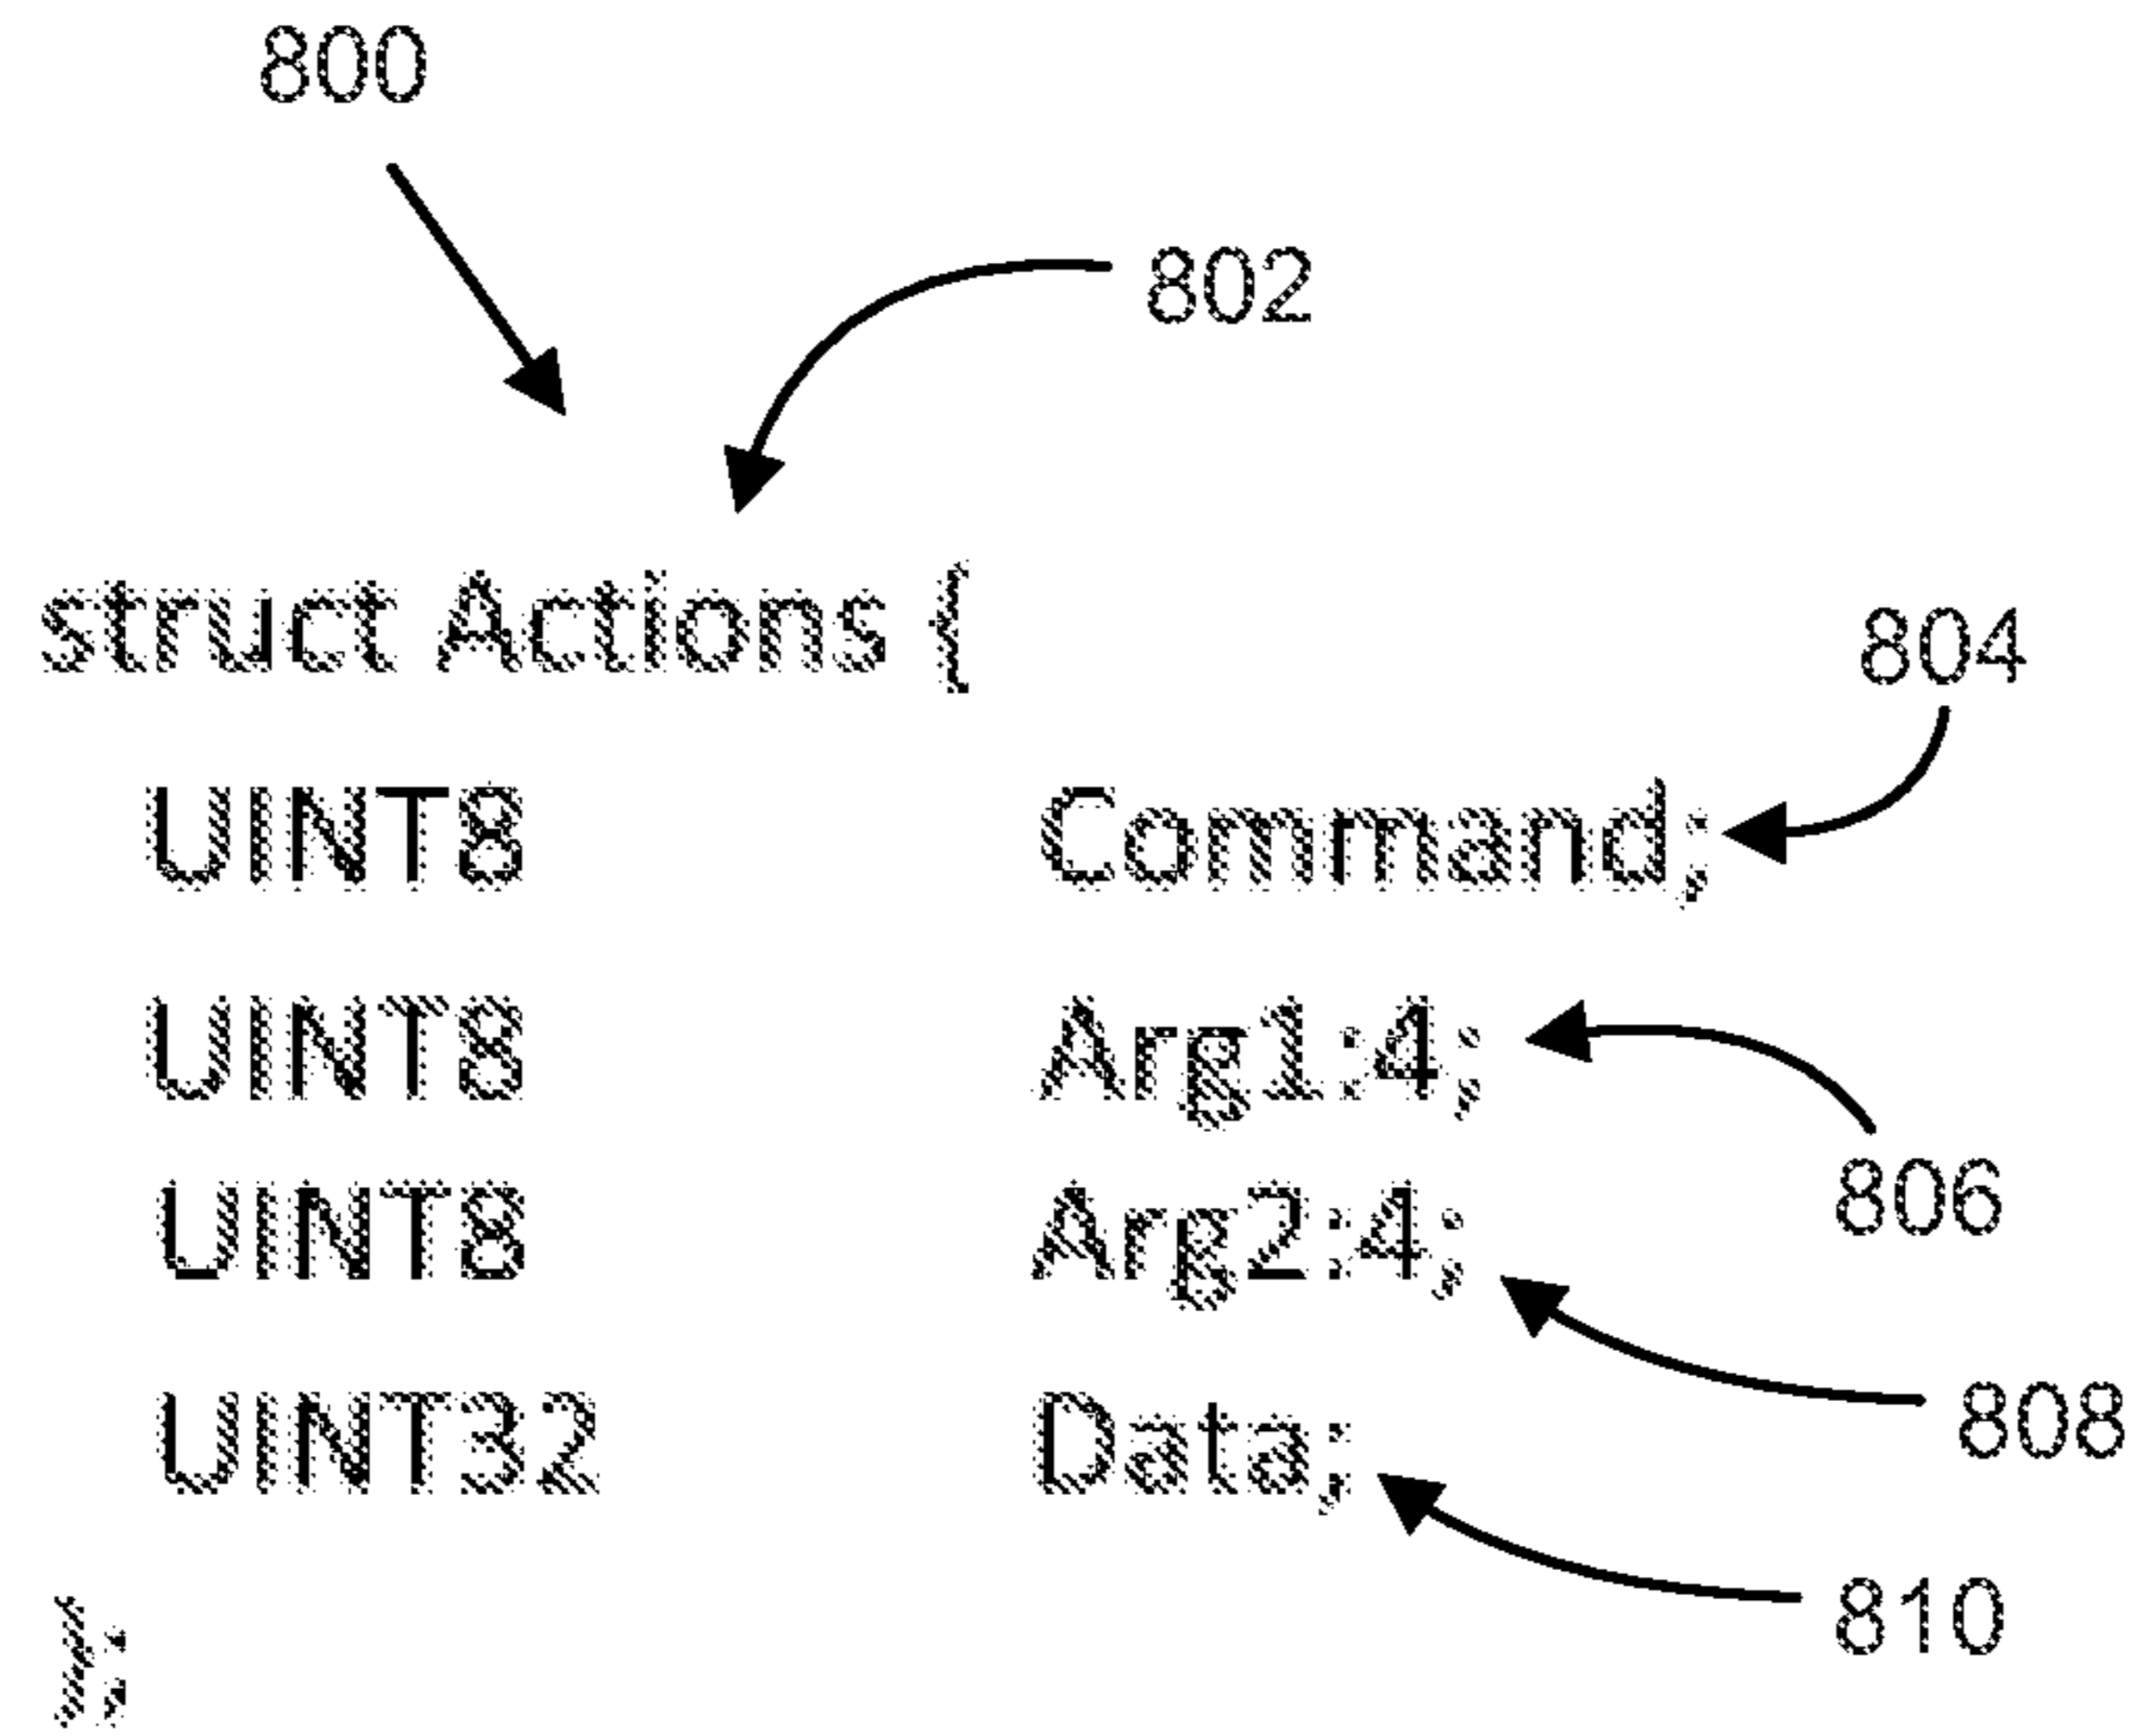 800
802
struct Actions {
804
UINT8 Command;
UINT8 Arg1:4;
806
UINT8 Arg2:4;
808
UINT32 Data;
810
};